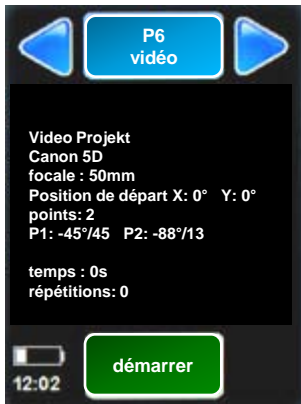 P6
vidéo
Video Projekt
Canon 5D
focale : 50mm
Position de départ X: 0° Y: 0°
points: 2
P1: -45°/45 P2: -88°/13
temps : 0s
répétitions: 0
démarrer
12:02